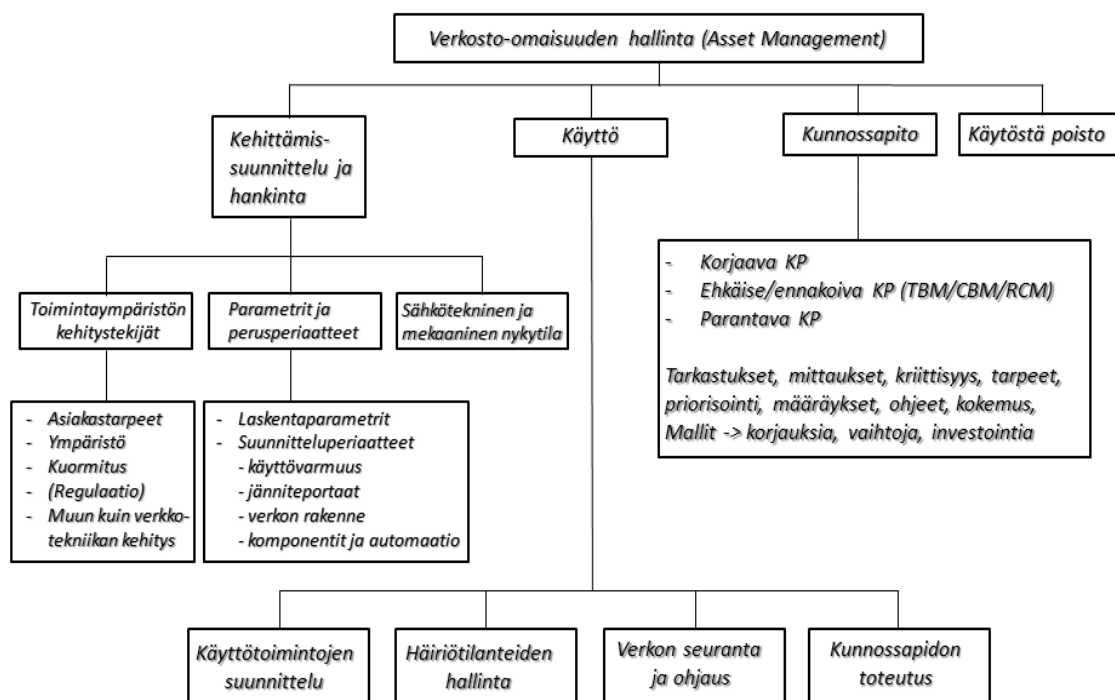 Verkosto-omaisuuden hallinta (Asset Management)
Kehittämis-
suunnittelu ja
hankinta
Käyttö
Kunnossapito
Käytöstä poisto
Toimintaympäristön
kehitystekijät
Parametrit ja
perusperiaatteet
Sähkötekninen ja
mekaaninen nykytila
- Korjaava KP
- Ehkäise/ennakoiva KP (TBM/CBM/RCM)
- Parantava KP
Tarkastukset, mittaukset, kriittisyys, tarpeet,
priorisointi, määräykset, ohjeet, kokemus,
Mallit -> korjauksia, vaihtoja, investointia
- Asiakastarpeet
- Ympäristö
- Kuormitus
- (Regulaatio)
- Muun kuin verkko-
tekniikan kehitys
- Laskentaparametrit
- Suunnitteluperiaatteet
- käyttövarmuus
- jänniteportaat
- verkon rakenne
- komponentit ja automaatio
Käyttötoimintojen
suunnittelu
Häiriötilanteiden
hallinta
Verkon seuranta
ja ohjaus
Kunnossapidon
toteutus